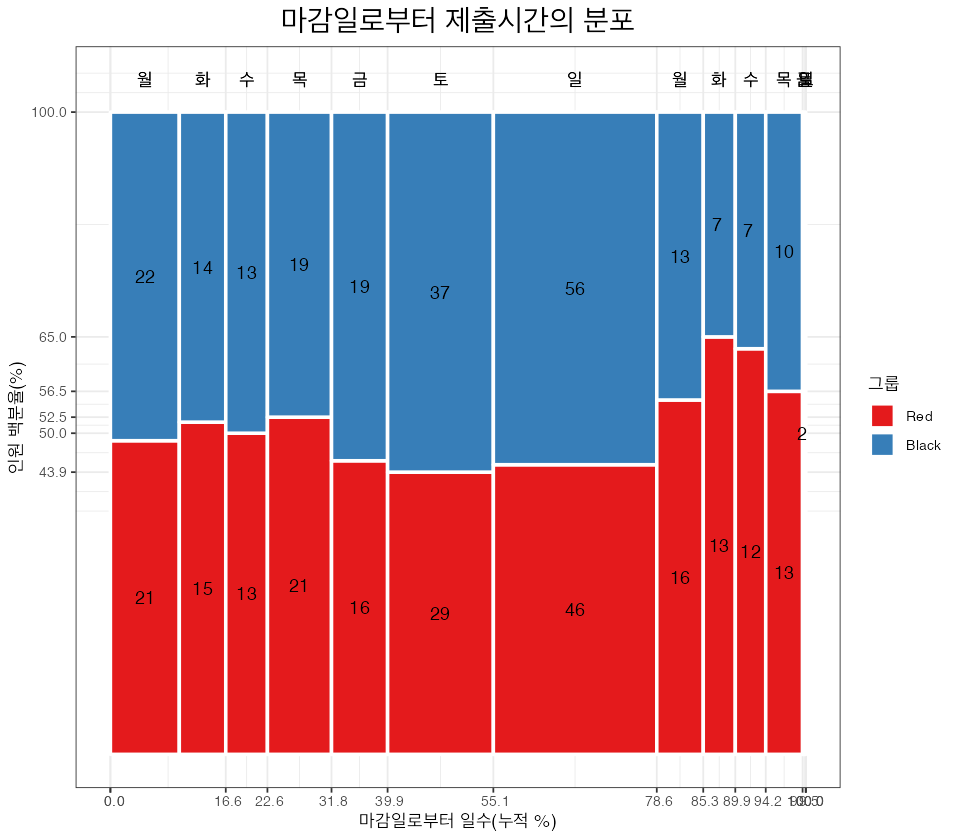 마감일로부터 제출시간의 분포
월 화 수 목 금 토 일 월 화 수 목
100.0
65.0
56.5
52.5
50.0
43.9
인원 백분율(%)
22 14 13 19 19 37 56 13 7 7 10
2
21 15 13 21 16 29 46 16 13 12 13
그룹
Red
Black
0.0 16.6 22.6 31.8 39.9 55.1 78.6 85.3 89.9 94.2
마감일로부터 일수(누적 %)